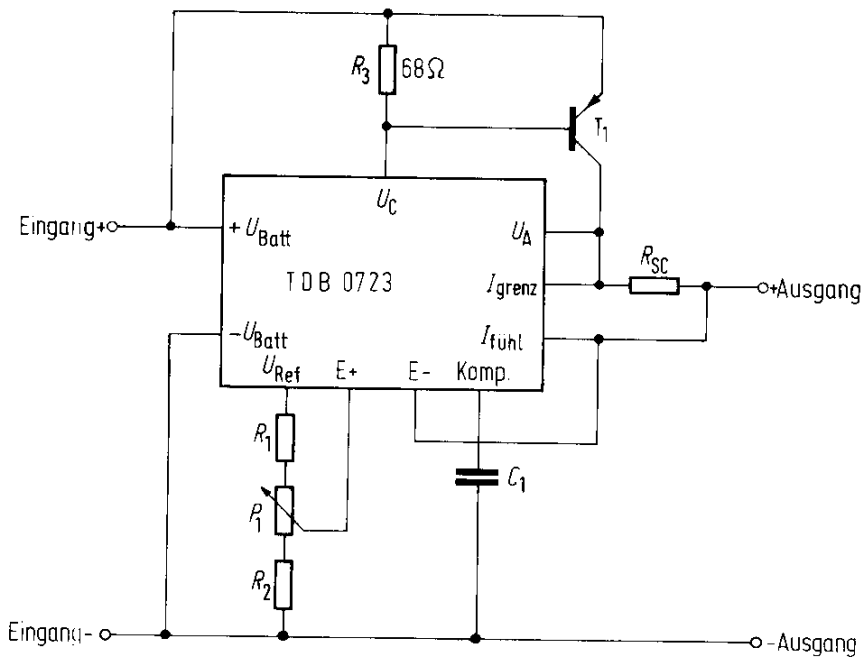 R3 68Ω
T1
UC
Eingang+
+UBatt
UA
RSC
TDB 0723
Igrenz
+Ausgang
-UBatt
Ifühl
URef E+ E- Komp.
R1
C1
P1
R2
Eingang-
-Ausgang